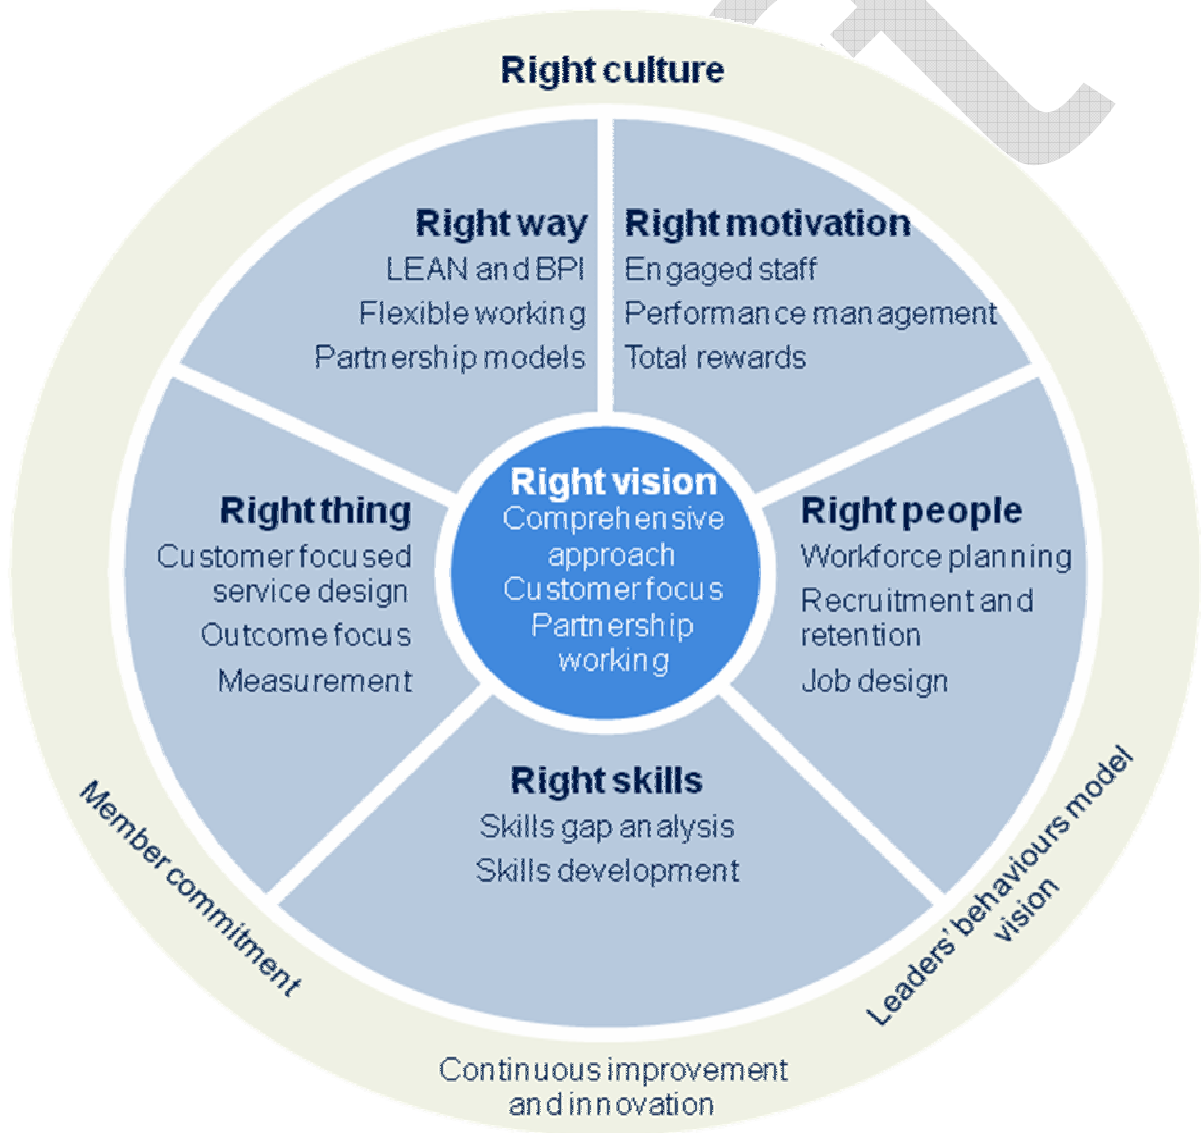 Right culture
Right way
LEAN and BPI
Flexible working
Partnership models
Right motivation
Engaged staff
Performance management
Total rewards
Right thing
Customer focused
service design
Outcome focus
Measurement
Right vision
Comprehensive
approach
Customer focus
Partnership
working
Right people
Workforce planning
Recruitment and
retention
Job design
Right skills
Skills gap analysis
Skills development
Member commitment
Leaders' behaviours model
vision
Continuous improvement
and innovation